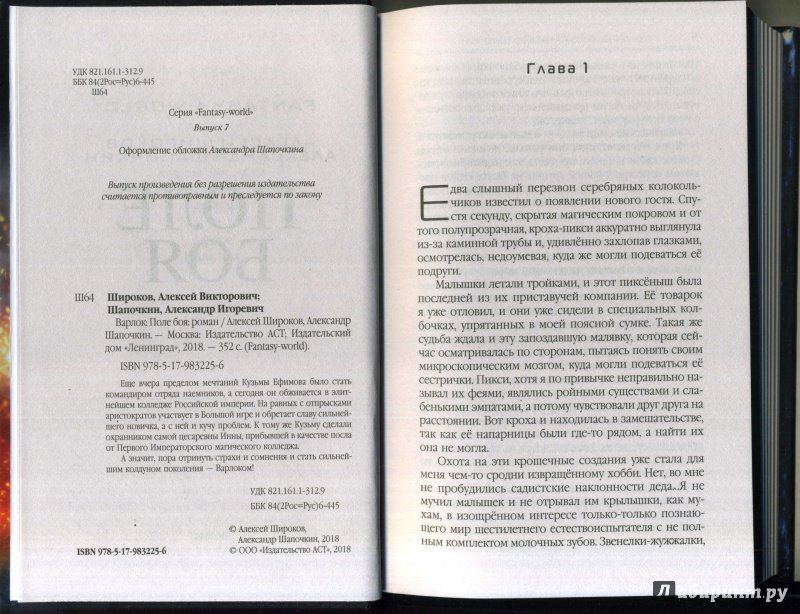 УДК 821.161.1-312.9
ББК 84(2Рос=Рус)6-445
Ш64
Серия «Fantasy-world»
Выпуск 7
Оформление обложки Александра Шапочкина
Выпуск произведения без разрешения издательства
считается противоправным и преследуется по закону
ПОЛЕ
БОЯ
Ш64
Широков, Алексей Викторович;
Шапочкин, Александр Игоревич
Варлок: Поле боя: роман / Алексей Широков, Александр
Шапочкин. — Москва: Издательство АСТ; Издательский
дом «Ленинград», 2018. — 352 с. (Fantasy-world).
ISBN 978-5-17-983225-6
Еще вчера пределом мечтаний Кузьмы Ефимова было стать
командиром отряда наемников, а сегодня он обживается в элит-
нейшем колледже Российской империи. На равных с отпрысками
аристократов участвует в Большой игре и обретает славу сильней-
шего новичка, а с ней и кучу проблем. К тому же Кузьму сделали
охранником самой цесаревны Инны, прибывшей в качестве посла
от Первого Императорского магического колледжа.
А значит, пора отринуть страхи и сомнения и стать сильней-
шим колдуном поколения — Варлоком!
УДК 821.161.1-312.9
ББК 84(2Рос=Рус)6-445
© Алексей Широков,
Александр Шапочкин, 2018
ISBN 978-5-17-983225-6
© ООО «Издательство АСТ», 2018
Глава 1
Едва слышный перезвон серебряных колоколь-
чиков известил о появлении нового гостя. Спу-
стя секунду, скрытая магическим покровом и от
того полупрозрачная, кроха-пикси аккуратно выглянула
из-за каминной трубы и, удивлённо захлопав глазками,
осмотрелась, недоумевая, куда же могли подеваться её
подруги.
Малышки летали тройками, и этот пиксёныш была
последней из их приставучей компании. Её товарок
я уже отловил, и они уже сидели в специальных кол-
бочках, упрятанных в моей поясной сумке. Такая же
судьба ждала и эту запоздавшую малявку, которая сей-
час осматривалась по сторонам, пытаясь понять своим
микроскопическим мозгом, куда могли подеваться её
сестрички. Пикси, хотя я по привычке неправильно на-
зывал их феями, являлись ройными существами и сла-
бенькими эмпатами, а потому чувствовали друг друга на
расстоянии. Вот кроха и находилась в замешательстве,
так как её напарницы были где-то рядом, а найти их
она не могла.
Охота на эти крошечные создания уже стала для
меня чем-то сродни извращённому хобби. Нет, во мне
не пробудились садистские наклонности деда. Я не
мучил малышек и не отрывал им крылышки, как му-
хам, в изощрённом интересе только-только познаю-
щего мир шестилетнего естествоиспытателя с не пол-
ным комплектом молочных зубов. Звенелки-жужжалки,
Лабиринт.ру